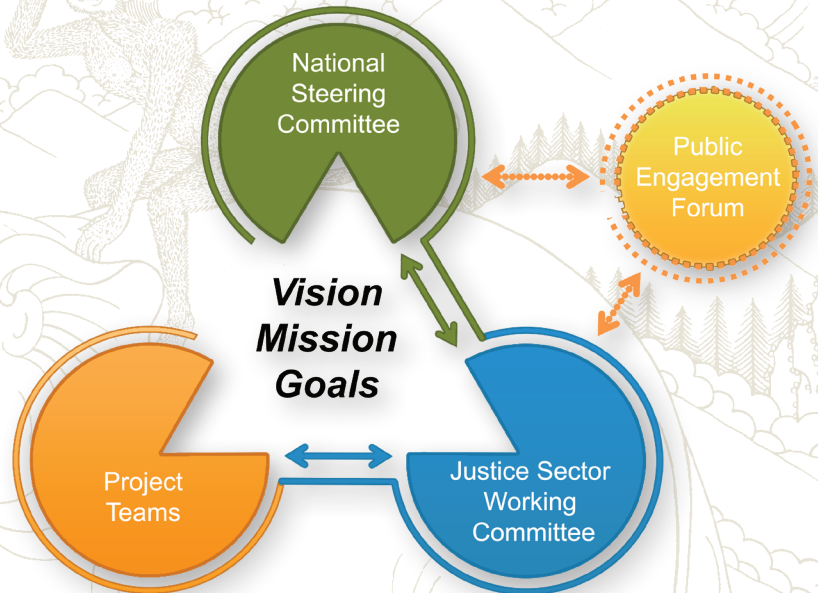 National
Steering
Committee
Public
Engagement
Forum
Vision
Mission
Goals
Project
Teams
Justice Sector
Working
Committee